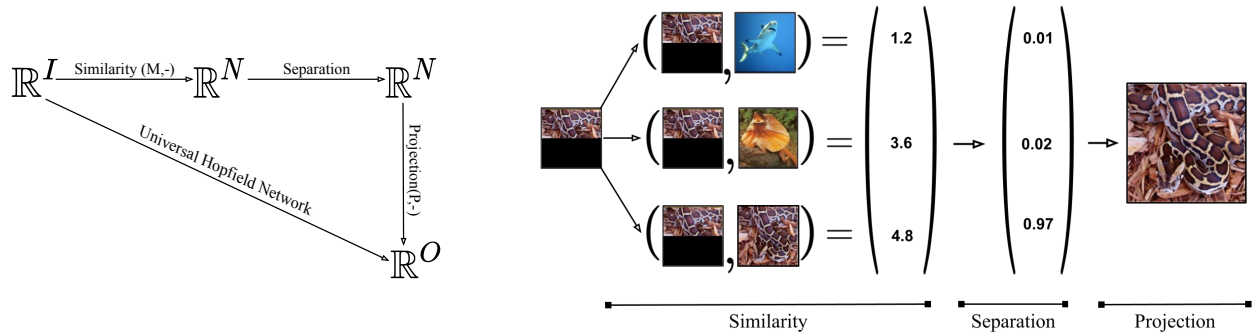 ℝ^I Similarity (M,-) ℝ^N Separation ℝ^N
Universal Hopfield Network
Projection(P,-)
ℝ^O
( , ) = 1.2 0.01
( , ) = 3.6 0.02
( , ) = 4.8 0.97
Similarity Separation Projection